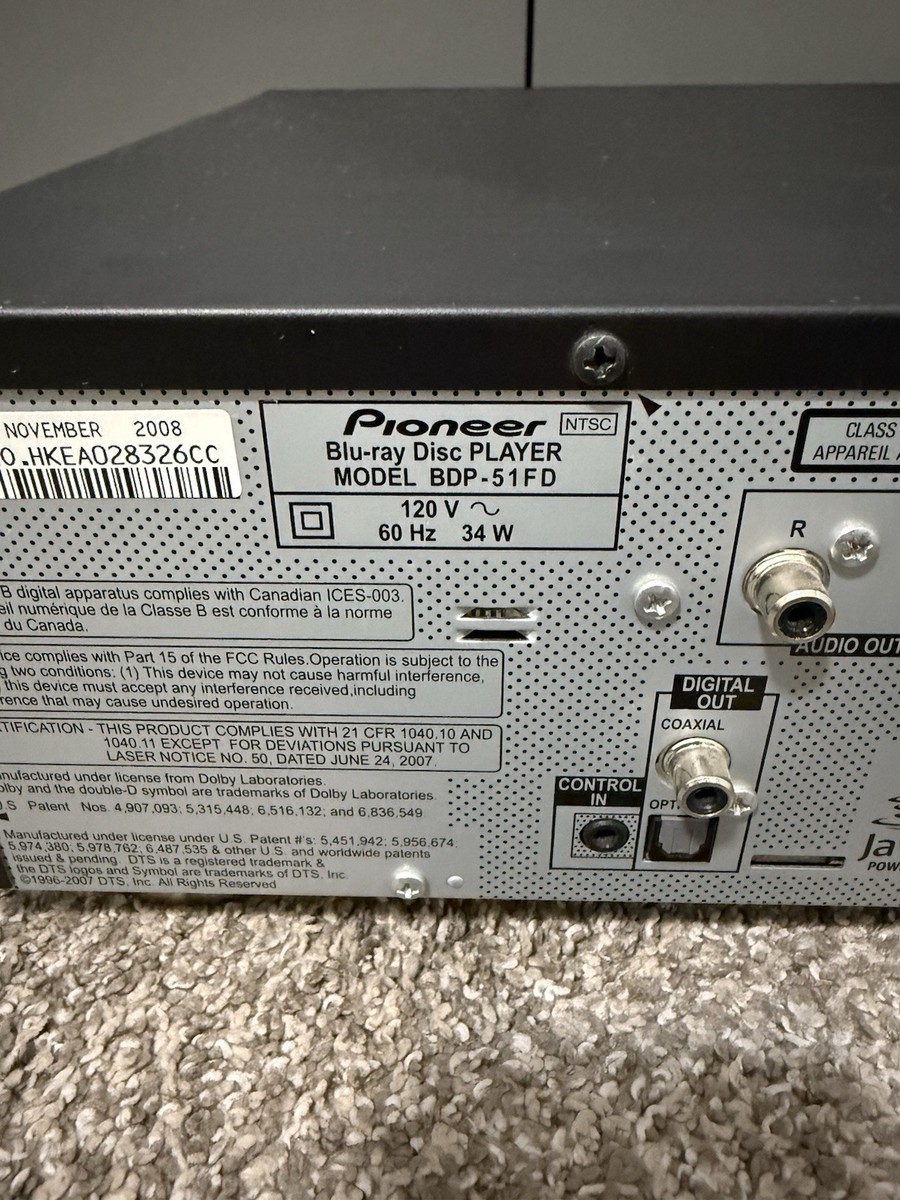 NOVEMBER 2008
O.HKEA028326CC
Pioneer NTSC
Blu-ray Disc PLAYER
MODEL BDP-51FD
120 V ~
60 Hz 34 W
CLASS
APPAREIL
B digital apparatus complies with Canadian ICES-003.
eil numérique de la Classe B est conforme à la norme
du Canada.
ice complies with Part 15 of the FCC Rules.Operation is subject to the
g two conditions: (1) This device may not cause harmful interference,
this device must accept any interference received,including
rence that may cause undesired operation.
TIFICATION - THIS PRODUCT COMPLIES WITH 21 CFR 1040.10 AND
1040.11 EXCEPT FOR DEVIATIONS PURSUANT TO
LASER NOTICE NO. 50, DATED JUNE 24, 2007.
nufactured under license from Dolby Laboratories.
olby and the double-D symbol are trademarks of Dolby Laboratories.
U.S Patent Nos. 4,907,093; 5,315,448; 6,516,132; and 6,836,549
Manufactured under license under U.S. Patent #'s: 5,451,942; 5,956,674;
5,974,380; 5,978,762; 6,487,535 & other U.S. and worldwide patents
issued & pending. DTS is a registered trademark &
the DTS logos and Symbol are trademarks of DTS, Inc.
©1996-2007 DTS, Inc. All Rights Reserved
R
AUDIO OUT
DIGITAL
OUT
COAXIAL
CONTROL
IN
OPT.
Ja
POW